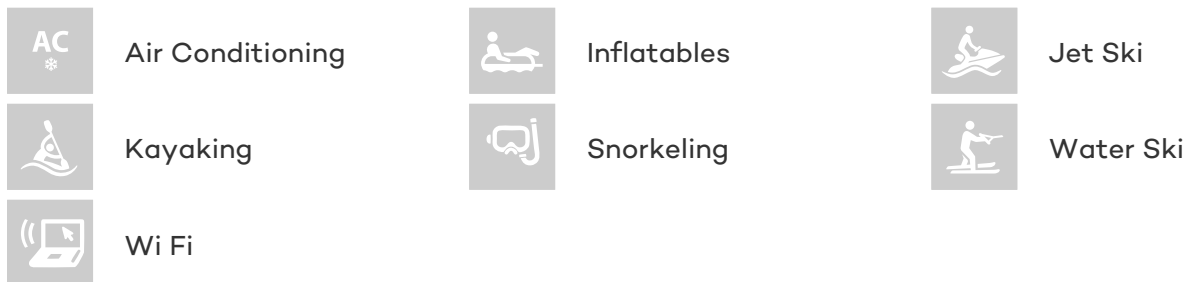 AC
Air Conditioning
Inflatables
Jet Ski
Kayaking
Snorkeling
Water Ski
Wi Fi